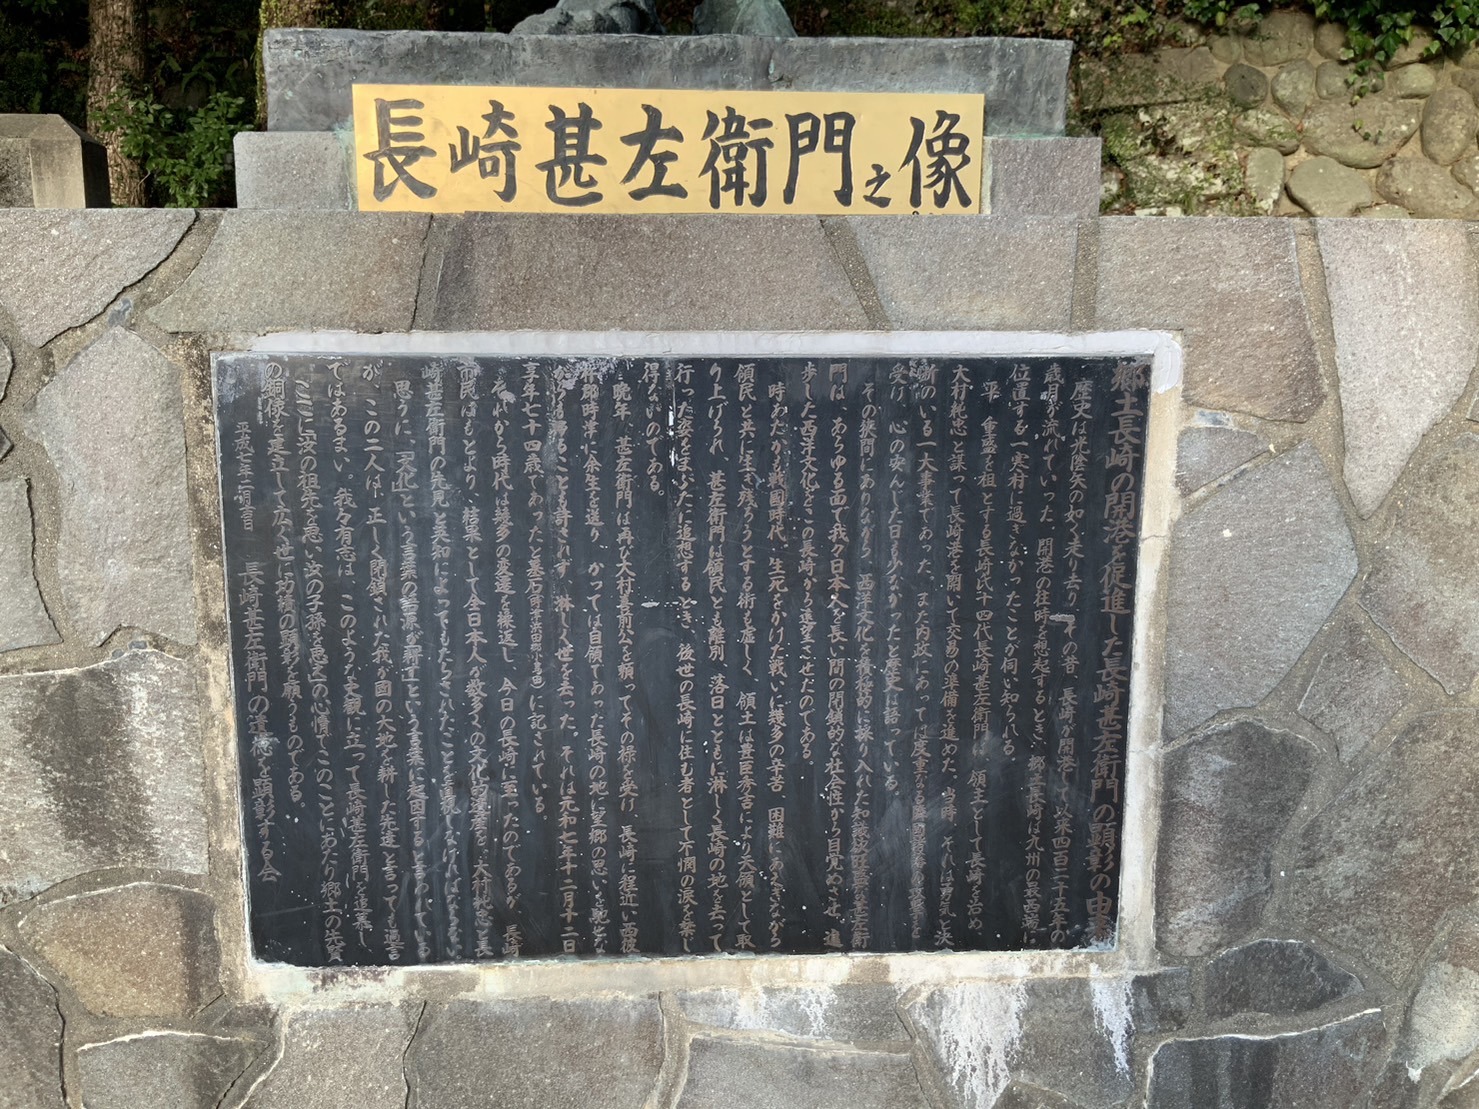 長崎甚左衛門之像
郷土長崎の開港を促進した長崎甚左衛門の顕彰の由来
歴史は光陰矢の如く走り去り、その昔、長崎が開港し、以来四百二十五年の
歳月が流れていった。開港の往時を想起するとき、郷土長崎は九州の最西端に
位置する一寒村に過ぎなかったことが伺い知られる。
平 重盛を祖とする長崎氏十四代長崎甚左衛門は、領主として長崎を治め
大村純忠と謀って長崎港を開いて交易の準備を進めた。当時、それは勇気と決
断のいる一大事業であった。また内政にあっては度重なる
受け、心の安んじた日も少なかったと歴史は語っている。
その狭間にありながら、西洋文化を
門は、あらゆる面で我々日本人を長い間の閉鎖的な社会性から目覚めさせ、進
歩した西洋文化をこの長崎から進望させたのである。
時あたかも戦国時代、生死をかけた戦いに幾多の辛苦、困難にあえぎながら
領民と共に生き残ろうとする術も虚しく、領土は豊臣秀吉により天領として取
り上げられ、甚左衛門は領民とも離別、落日とともに淋しく長崎の地を去って
行った姿をまぶたに追想するとき、後世の長崎に住む者として不憫の涙を禁じ
得ないのである。
晩年、甚左衛門は再び大村喜前公を頼ってその禄を受け、長崎に程近い西彼
時津に余生を送り、かつては自領であった長崎の地に望郷の思いを馳せな
がらも帰ることも許されず、淋しく世を去った。それは元和七年十二月十二日
享年七十四歳であったと墓石に記されている。
それから時代は幾多の変遷を繰返し、今日の長崎に至ったのであるが、長崎
市民はもとより、結果として全日本人が数多くの文化的遺産を、大村純忠と長
崎甚左衛門の先見と英知によってもたらされたことを忘れてはならない。
思うに、「文化」という言葉の語源が「耕す」という言葉に起因すると言われている
が、この二人は、正しく閉鎖された我が国の大地を耕した先達と言っても過言
ではあるまい。我々有志は、このような史観に立って長崎甚左衛門を追慕し
ここに「汝の祖先を思い汝の子孫を思え」の心情でこのことにあたり郷土の先賢
の銅像を建立して広く世に功績の顕彰を願うものである。
長崎甚左衛門の遺徳を顕彰する会